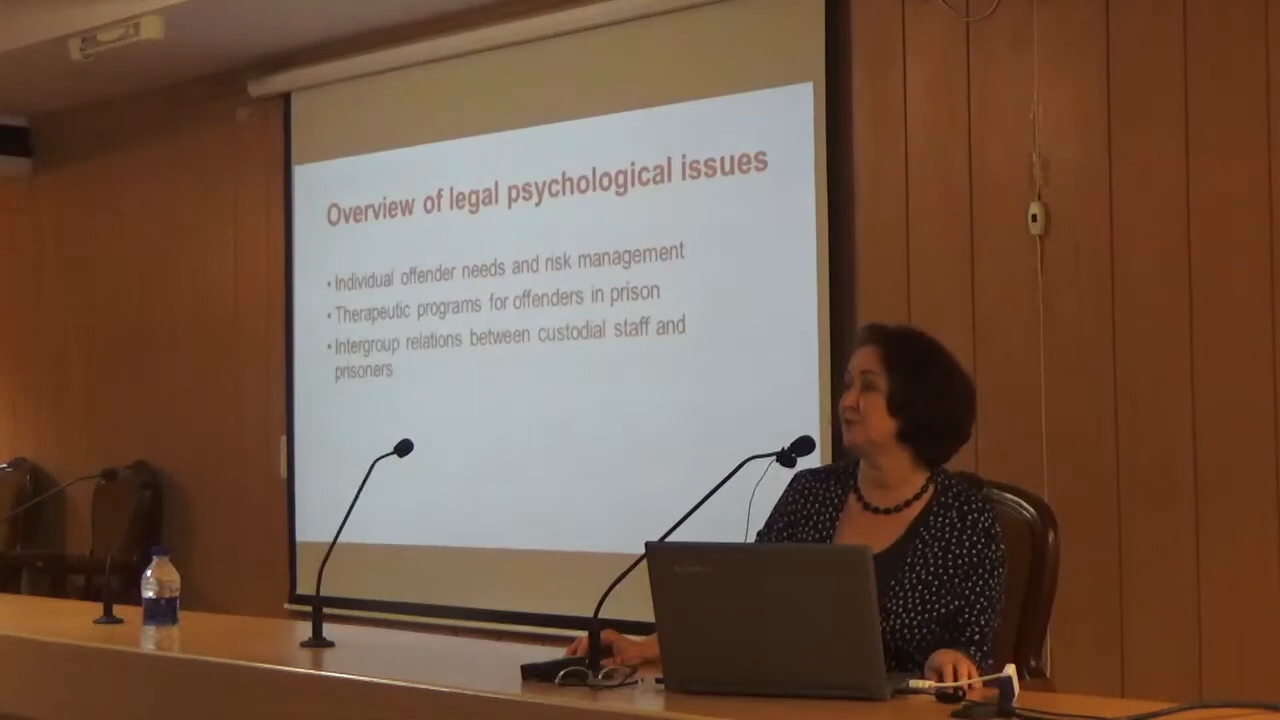 Overview of legal psychological issues
• Individual offender needs and risk management
• Therapeutic programs for offenders in prison
• Intergroup relations between custodial staff and
prisoners